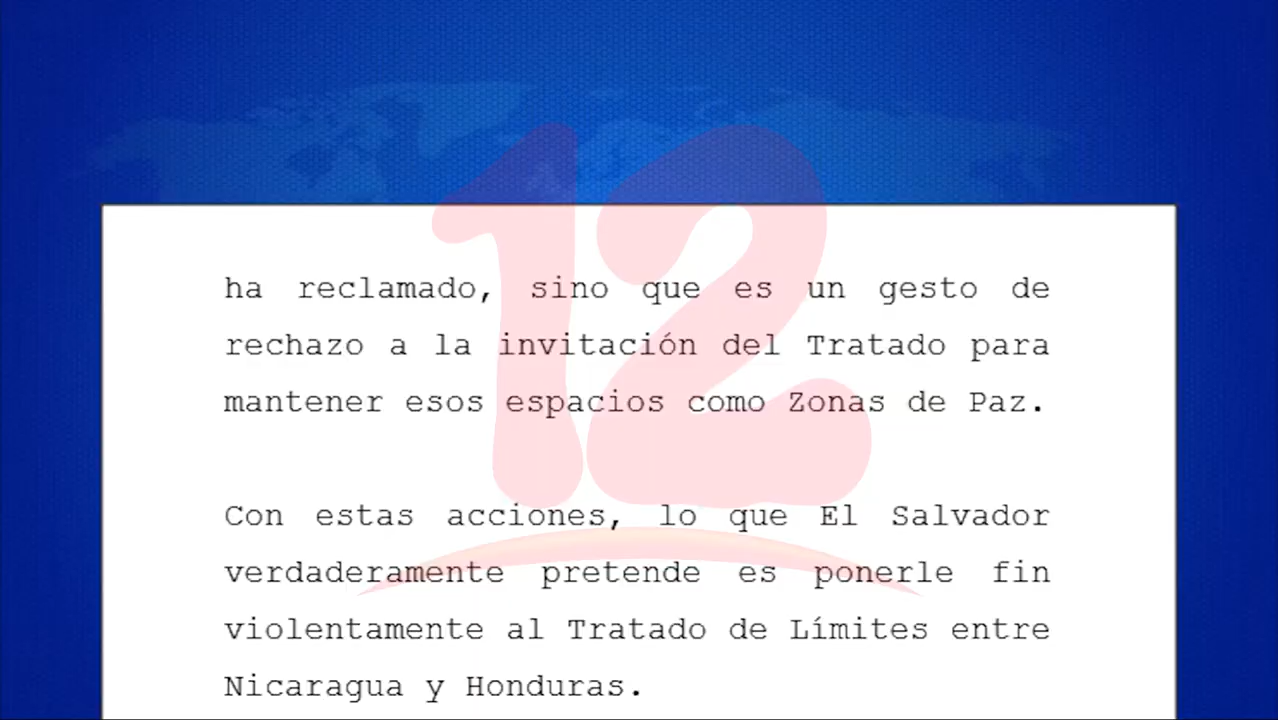 12
ha reclamado, sino que es un gesto de
rechazo a la invitación del Tratado para
mantener esos espacios como Zonas de Paz.
Con estas acciones, lo que El Salvador
verdaderamente pretende es ponerle fin
violentamente al Tratado de Límites entre
Nicaragua y Honduras.